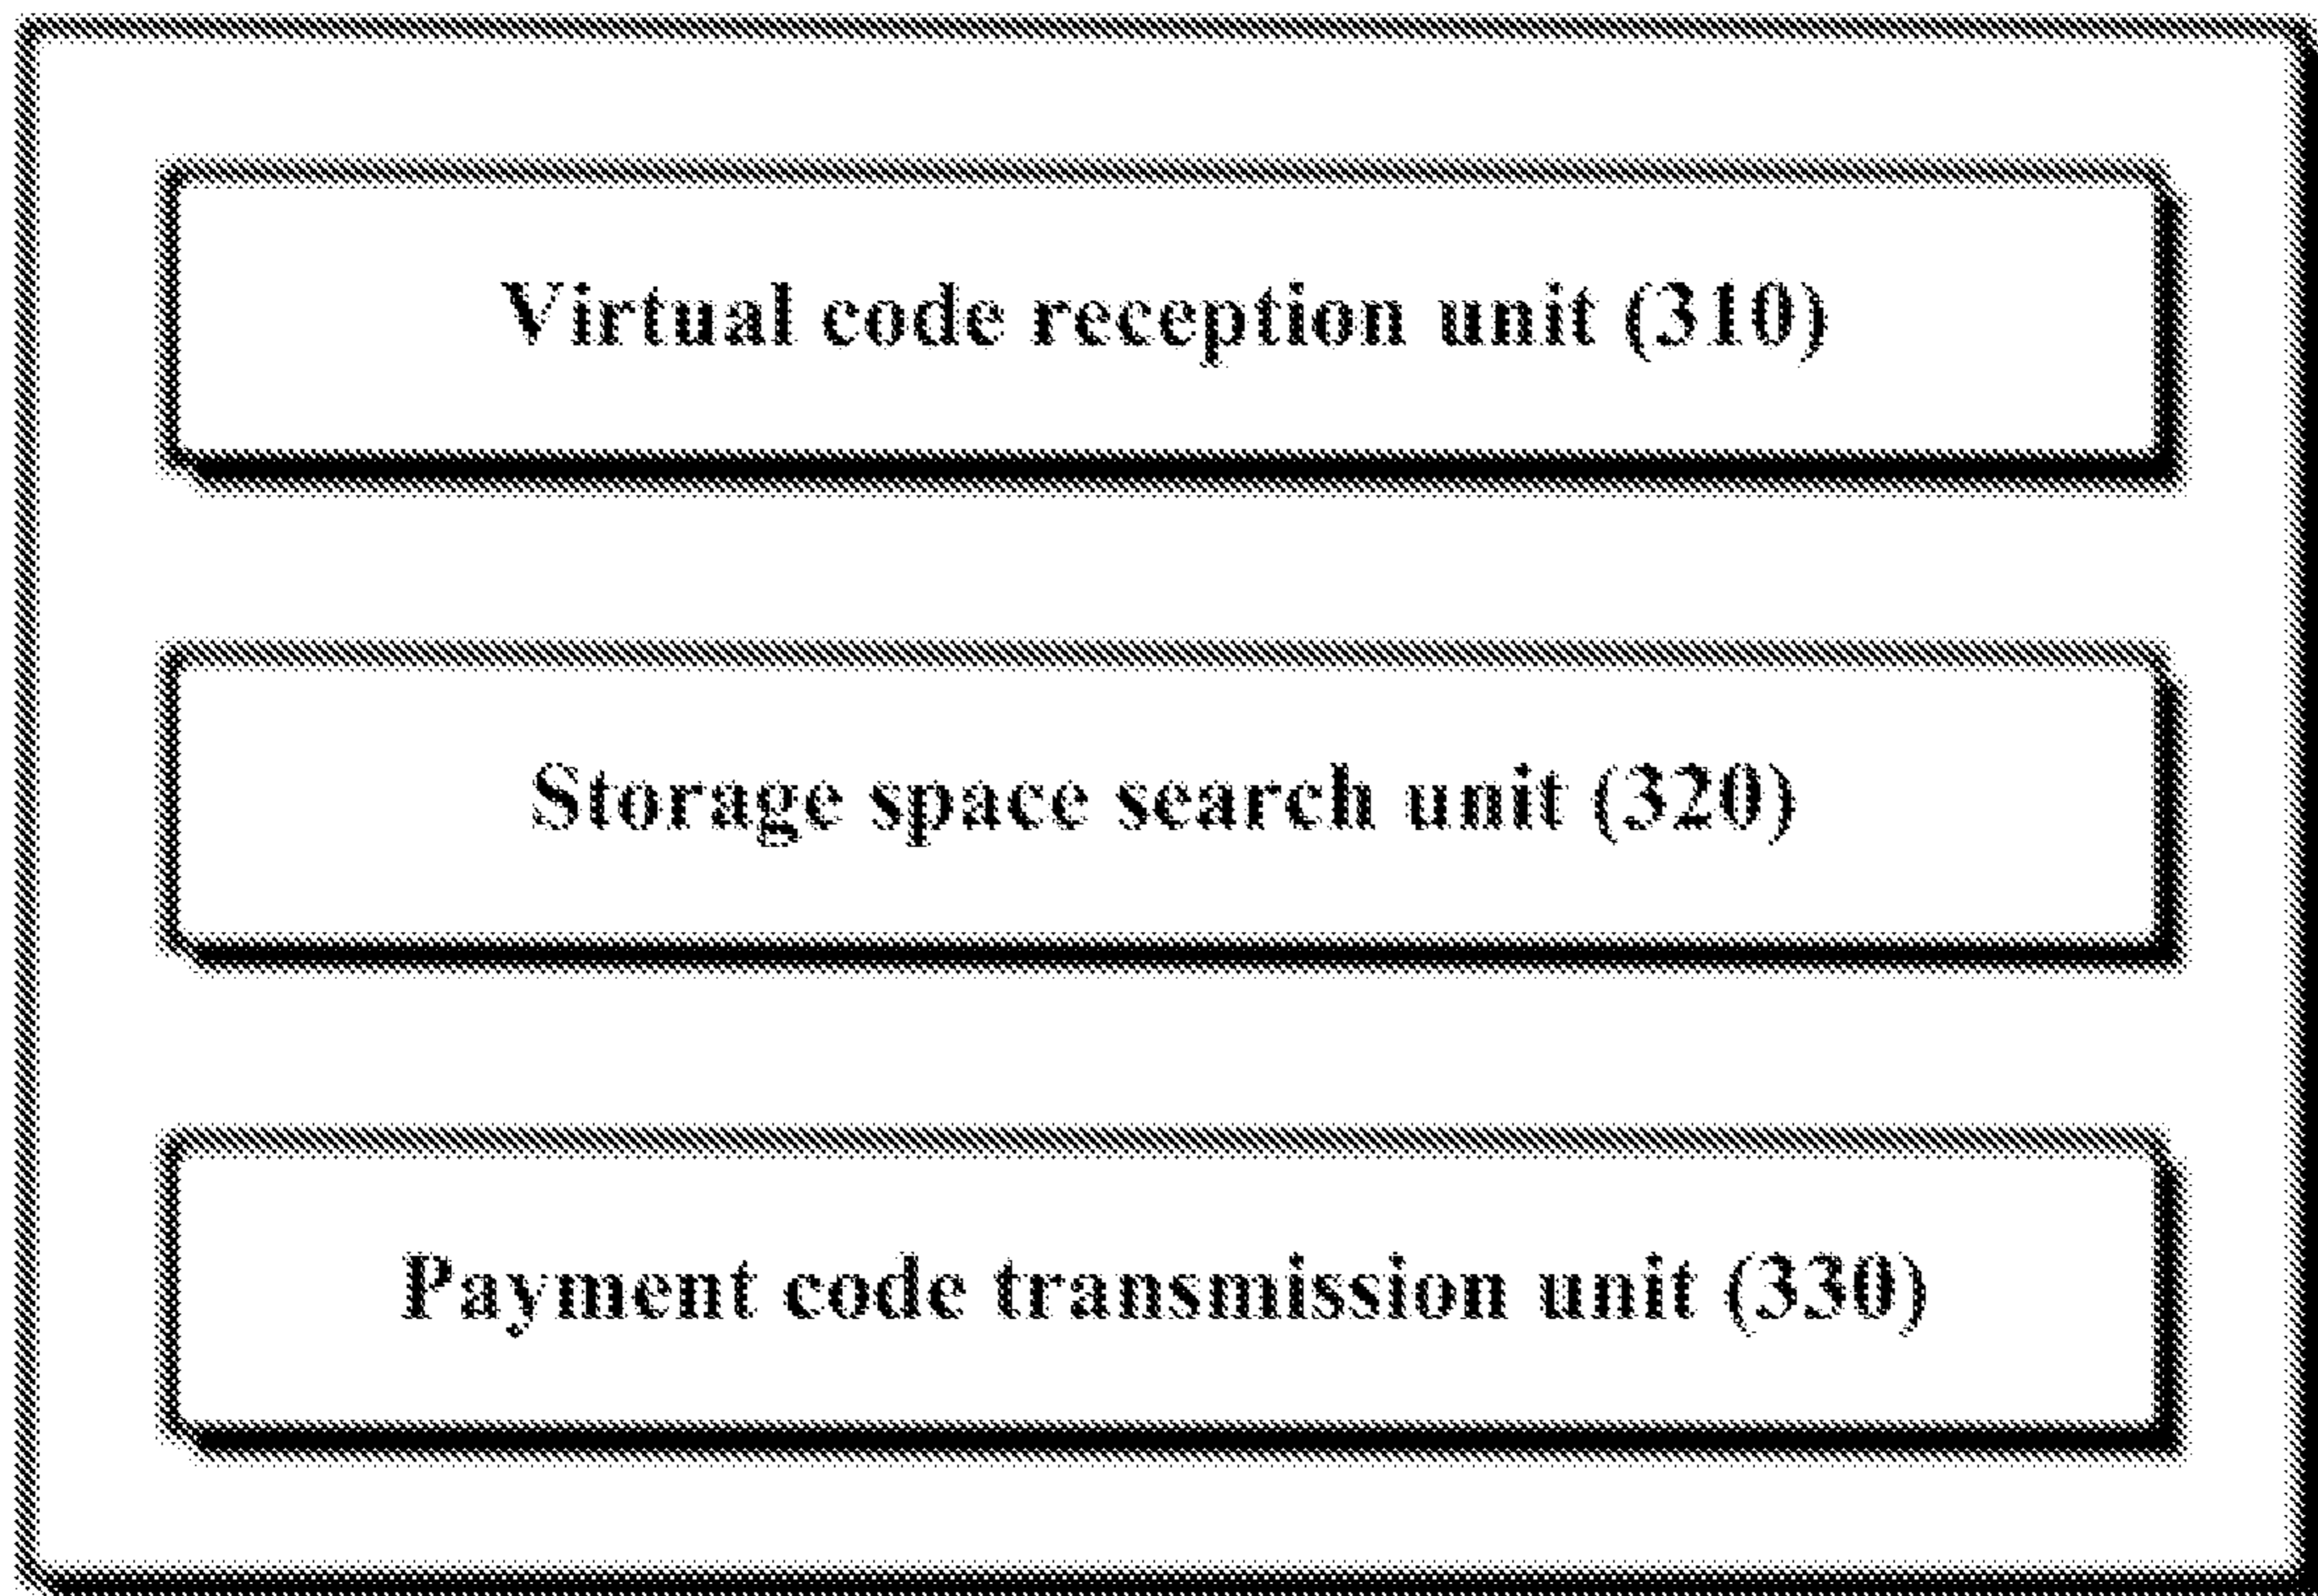 Virtual code reception unit (310)
Storage space search unit (320)
Payment code transmission unit (330)